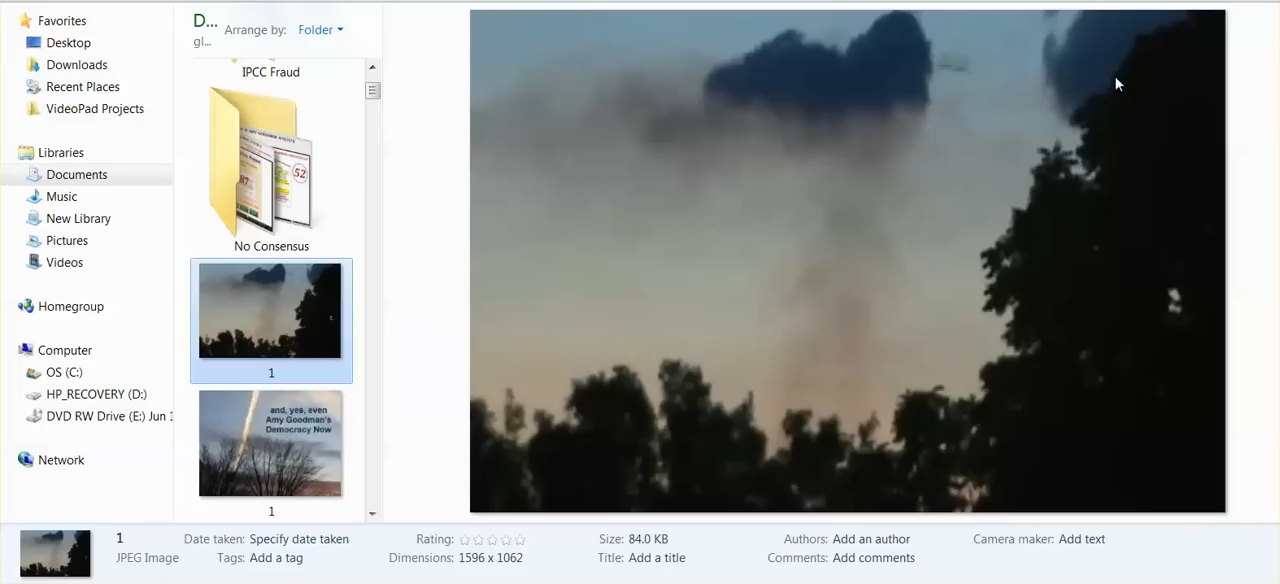 Favorites
Desktop
Downloads
Recent Places
VideoPad Projects
Libraries
Documents
Music
New Library
Pictures
Videos
Homegroup
Computer
OS (C:)
HP_RECOVERY (D:)
DVD RW Drive (E:) Jun 1
Network
D...
gl...
Arrange by: Folder
IPCC Fraud
52
No Consensus
1
and, yes, even
Amy Goodman's
Democracy Now
1
1
JPEG Image
Date taken: Specify date taken
Tags: Add a tag
Rating:
Dimensions: 1596 x 1062
Size: 84.0 KB
Title: Add a title
Authors: Add an author
Comments: Add comments
Camera maker: Add text